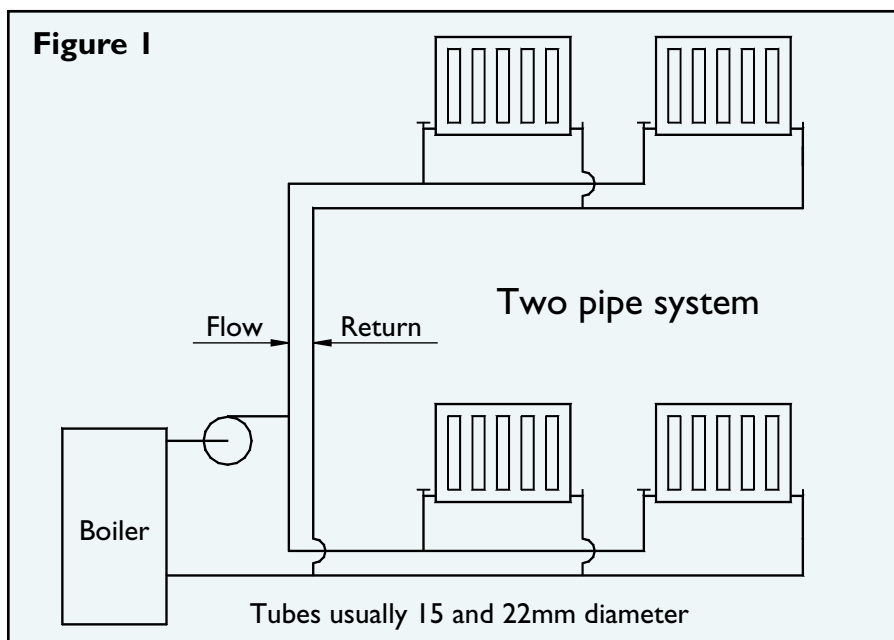 Figure 1
Two pipe system
Flow
Return
Boiler
Tubes usually 15 and 22mm diameter